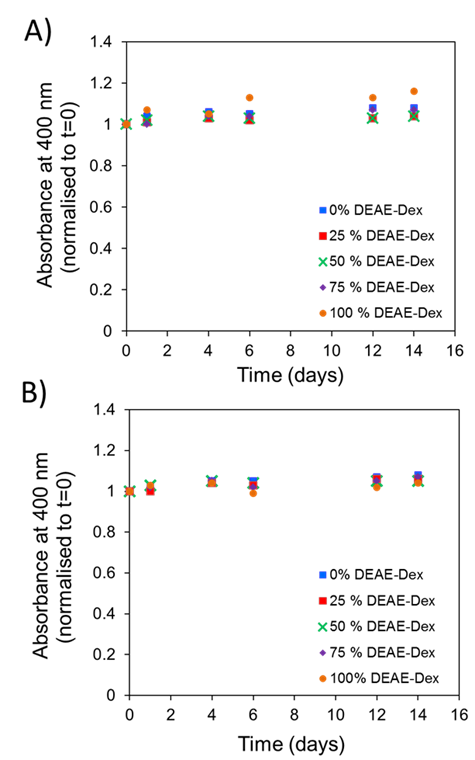 A)
Absorbance at 400 nm
(normalised to t=0)
1.4
1.2
1
0.8
0.6
0.4
0.2
0
0% DEAE-Dex
25 % DEAE-Dex
50 % DEAE-Dex
75 % DEAE-Dex
100 % DEAE-Dex
0 2 4 6 8 10 12 14 16
Time (days)
B)
Absorbance at 400 nm
(normalised to t=0)
1.4
1.2
1
0.8
0.6
0.4
0.2
0
0% DEAE-Dex
25 % DEAE-Dex
50 % DEAE-Dex
75 % DEAE-Dex
100% DEAE-Dex
0 2 4 6 8 10 12 14 16
Time (days)